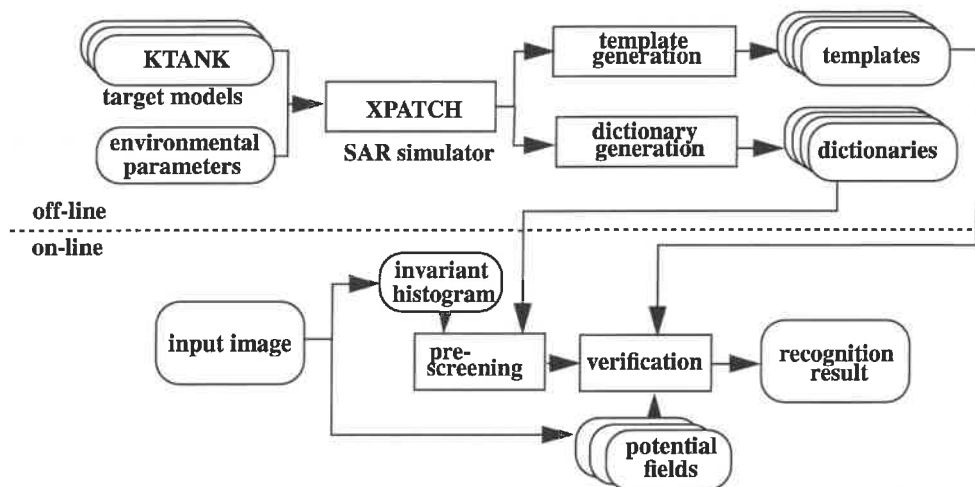 KTANK
target models
environmental
parameters
XPATCH
SAR simulator
template
generation
templates
dictionary
generation
dictionaries
off-line
on-line
input image
invariant
histogram
pre-
screening
verification
recognition
result
potential
fields